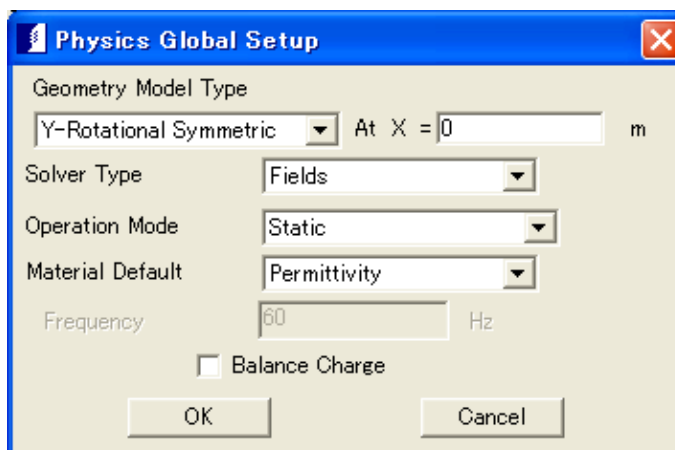 Physics Global Setup
Geometry Model Type
Y-Rotational Symmetric At X = 0 m
Solver Type Fields
Operation Mode Static
Material Default Permittivity
Frequency 60 Hz
Balance Charge
OK Cancel